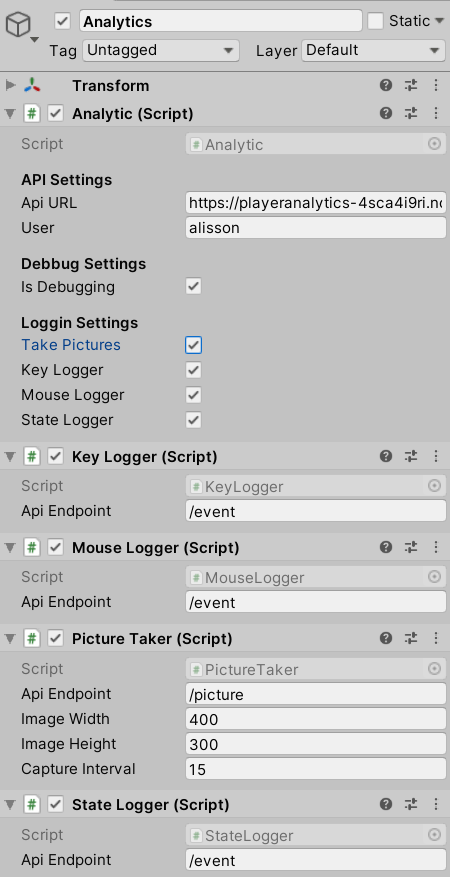 Analytics Static
Tag Untagged Layer Default
Transform
# Analytic (Script)
Script # Analytic
API Settings
Api URL https://playeranalytics-4sca4i9ri.no
User alisson
Debbug Settings
Is Debugging
Loggin Settings
Take Pictures
Key Logger
Mouse Logger
State Logger
# Key Logger (Script)
Script # KeyLogger
Api Endpoint /event
# Mouse Logger (Script)
Script # MouseLogger
Api Endpoint /event
# Picture Taker (Script)
Script # PictureTaker
Api Endpoint /picture
Image Width 400
Image Height 300
Capture Interval 15
# State Logger (Script)
Script # StateLogger
Api Endpoint /event